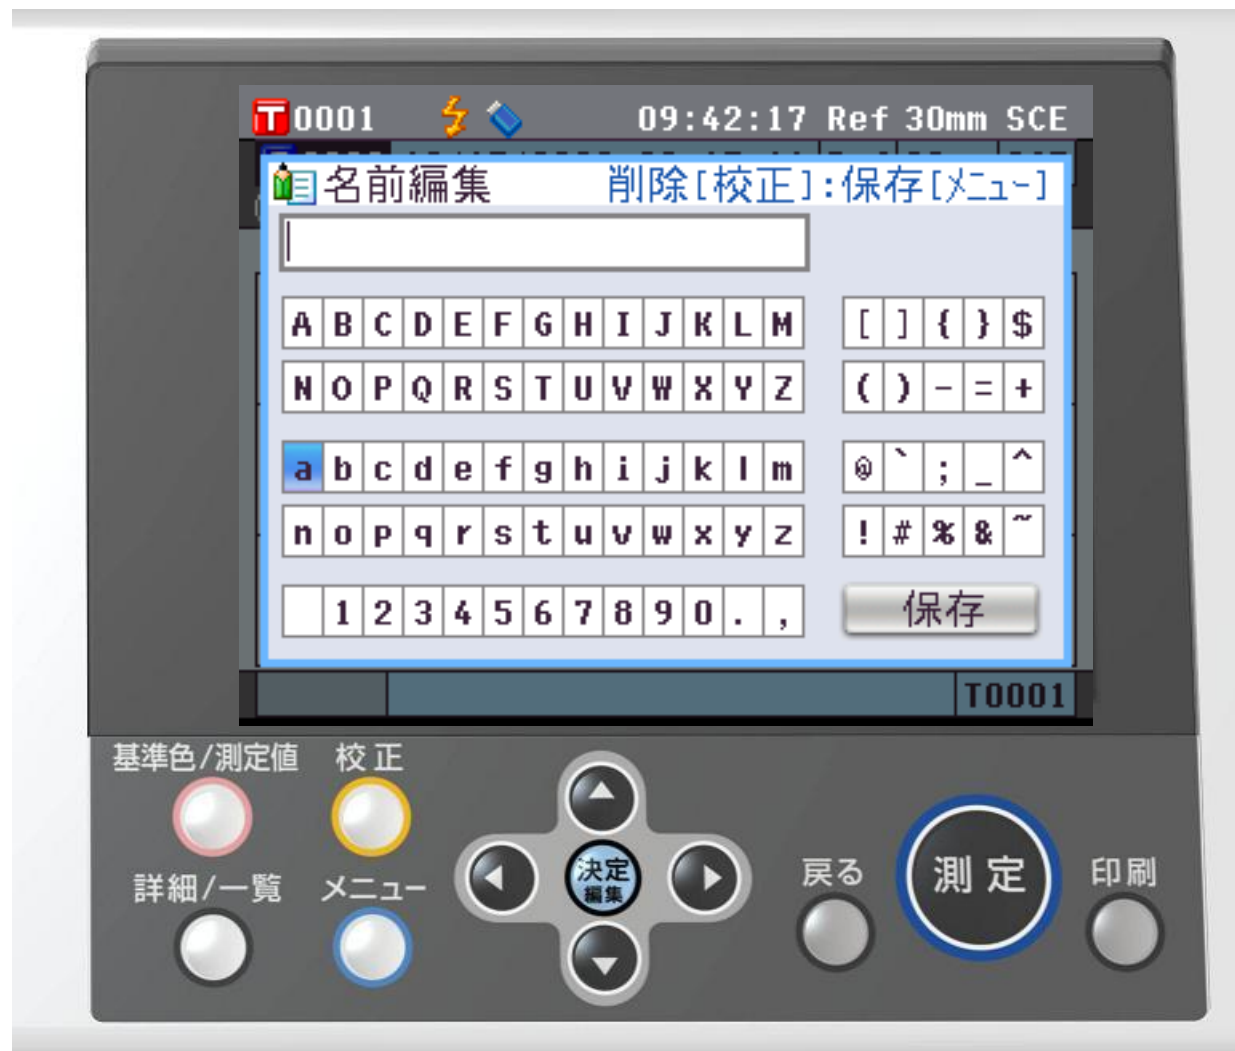 T0001 09:42:17 Ref 30mm SCE
名前編集 削除[校正]:保存[メニュー]
A B C D E F G H I J K L M [ ] { } $
N O P Q R S T U V W X Y Z ( ) - = +
a b c d e f g h i j k l m @ ` ; _ ^
n o p q r s t u v w x y z ! # % & ~
1 2 3 4 5 6 7 8 9 0 . , 保存
T0001
基準色/測定値 校正
詳細/一覧 メニュー
決定
編集
戻る
測定
印刷